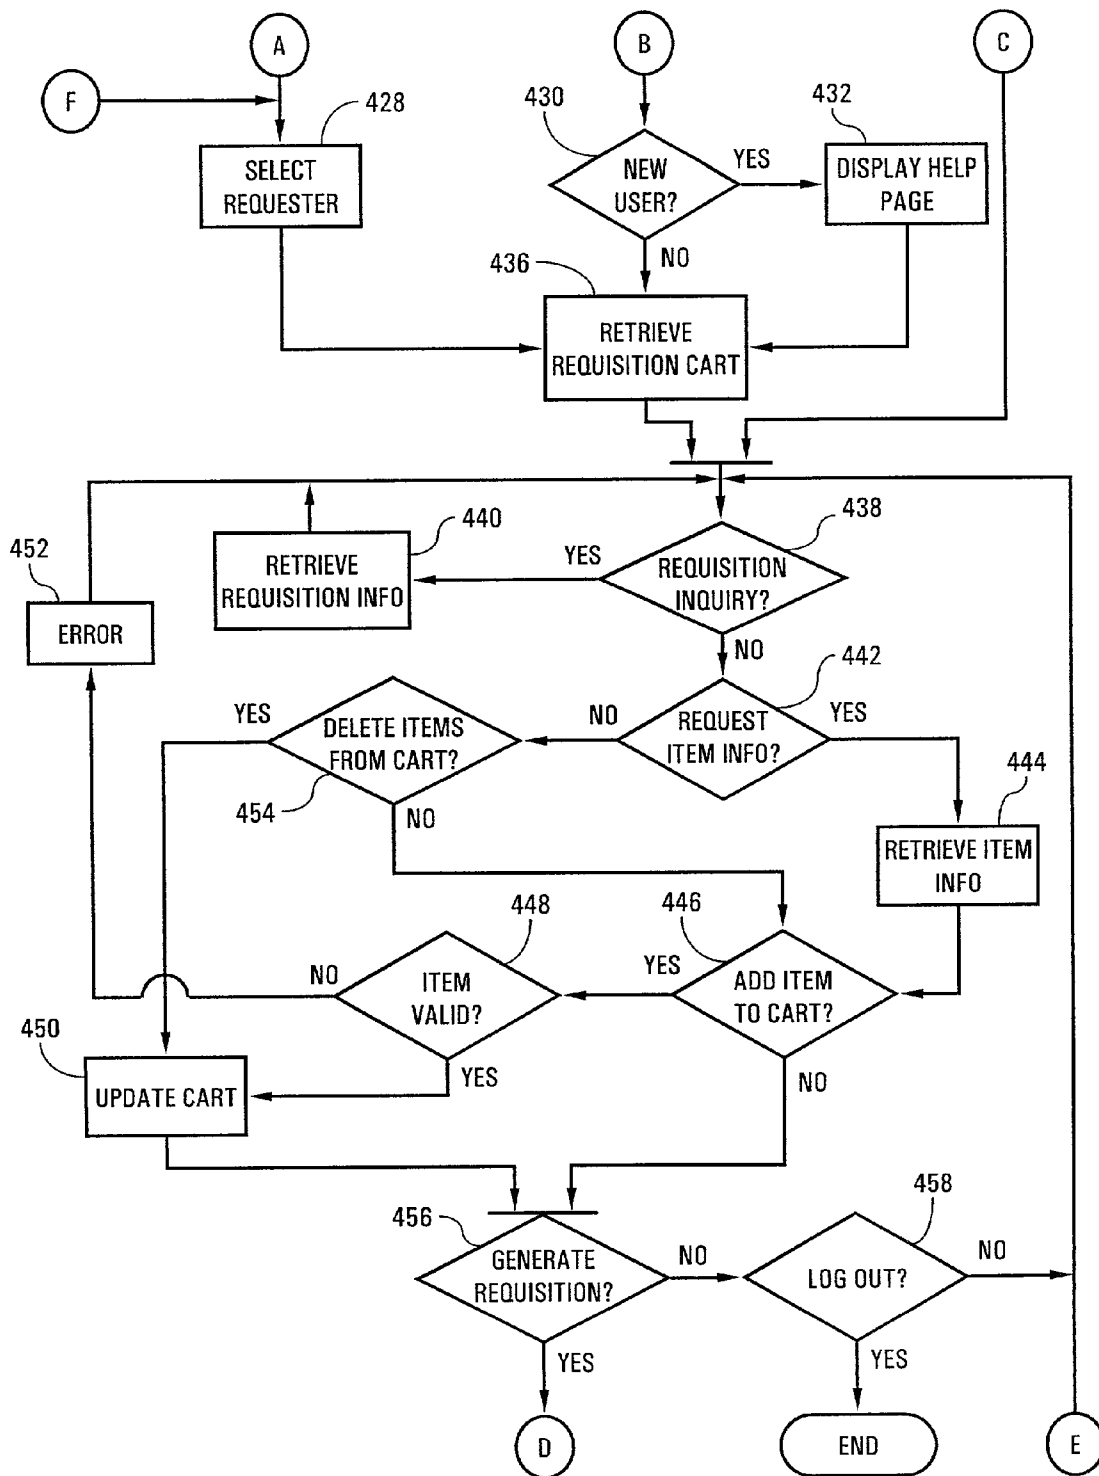 A
B
C
F
428
430
432
SELECT
REQUESTER
NEW
USER?
YES
DISPLAY HELP
PAGE
NO
436
RETRIEVE
REQUISITION CART
440
438
452
RETRIEVE
REQUISITION INFO
YES
REQUISITION
INQUIRY?
ERROR
NO
442
YES
DELETE ITEMS
FROM CART?
NO
REQUEST
ITEM INFO?
YES
454
NO
444
RETRIEVE ITEM
INFO
448
446
NO
ITEM
VALID?
YES
ADD ITEM
TO CART?
450
YES
NO
UPDATE CART
456
458
GENERATE
REQUISITION?
NO
LOG OUT?
NO
YES
YES
D
END
E